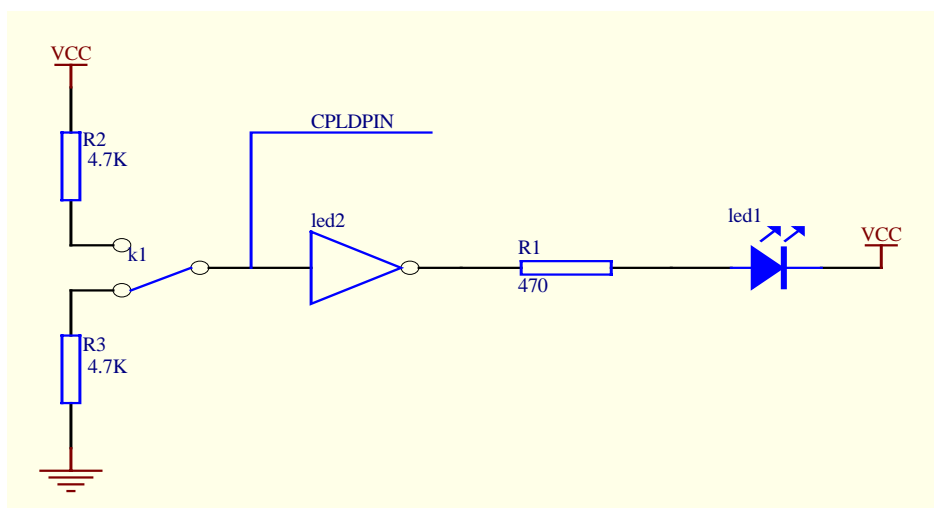 VCC
R2
4.7K
CPLDPIN
k1
led2
R1
470
led1
VCC
R3
4.7K